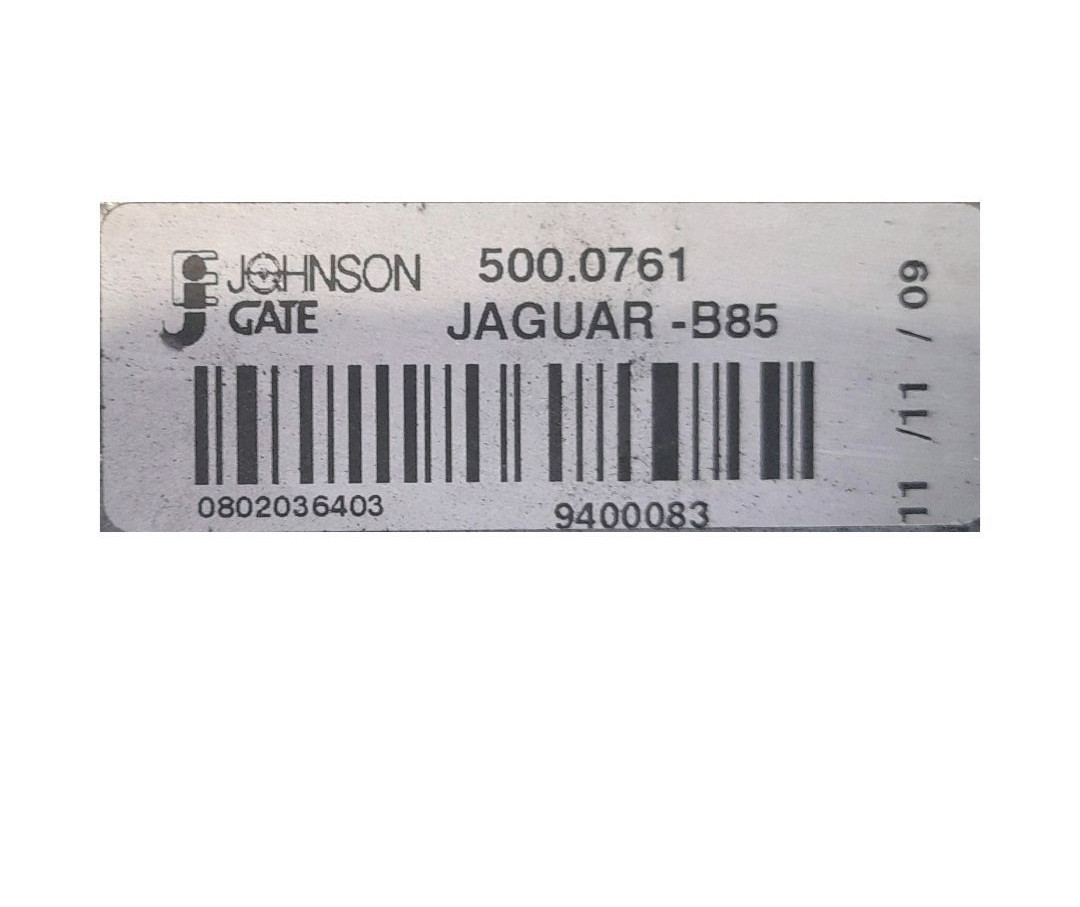 JOHNSON
GATE
500.0761
JAGUAR -B85
0802036403
9400083
11 /11 / 09